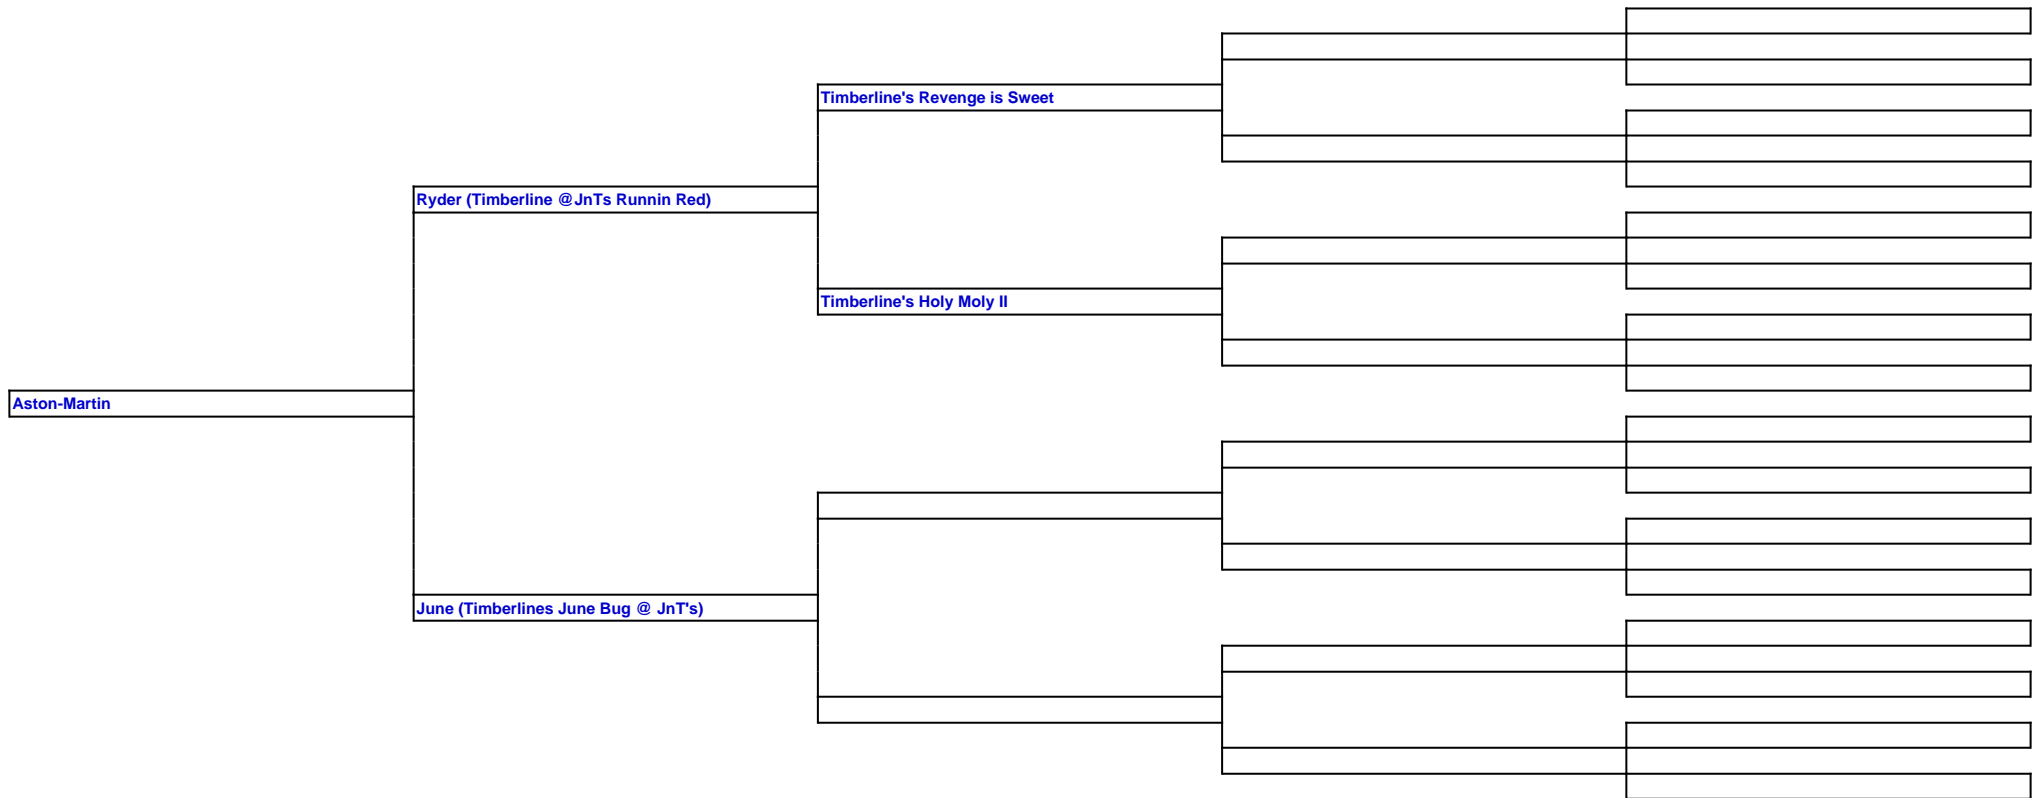 Timberline's Revenge is Sweet
Ryder (Timberline @JnTs Runnin Red)
Timberline's Holy Moly II
Aston-Martin
June (Timberlines June Bug @ JnT's)